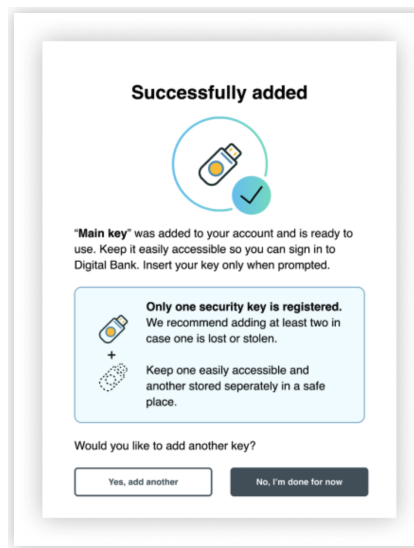 Successfully added
“Main key” was added to your account and is ready to
use. Keep it easily accessible so you can sign in to
Digital Bank. Insert your key only when prompted.
Only one security key is registered.
We recommend adding at least two in
case one is lost or stolen.
+
Keep one easily accessible and
another stored seperately in a safe
place.
Would you like to add another key?
Yes, add another
No, I’m done for now